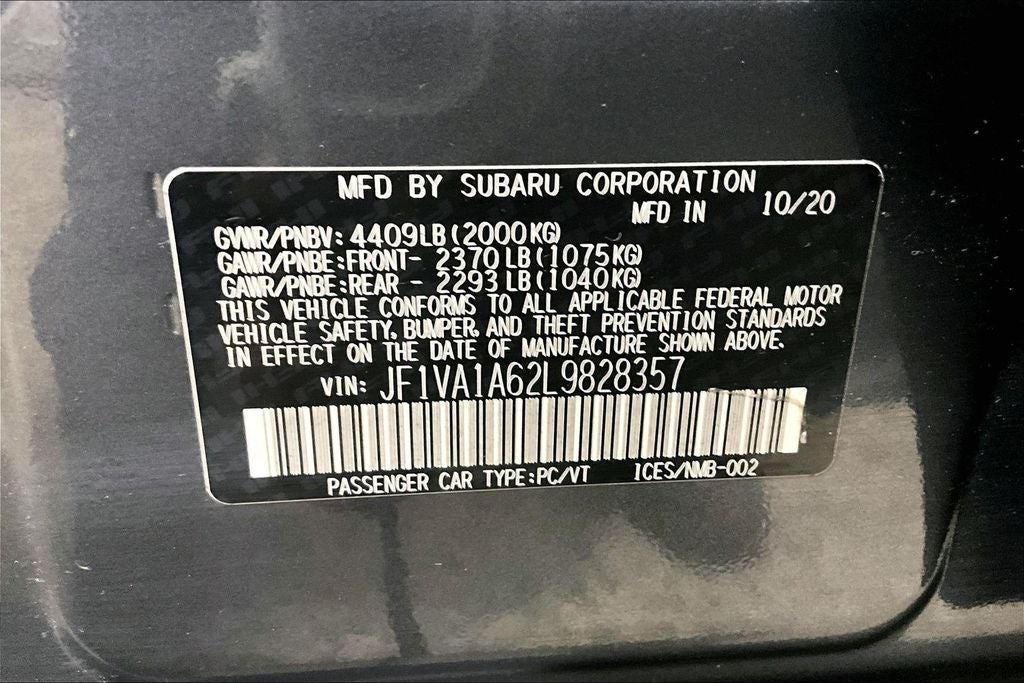 MFD BY SUBARU CORPORATION
MFD IN 10/20
GVWR/PNBV: 4409LB(2000KG)
GAWR/PNBE:FRONT- 2370LB(1075KG)
GAWR/PNBE:REAR - 2293LB(1040KG)
THIS VEHICLE CONFORMS TO ALL APPLICABLE FEDERAL MOTOR
VEHICLE SAFETY, BUMPER, AND THEFT PREVENTION STANDARDS
IN EFFECT ON THE DATE OF MANUFACTURE SHOWN ABOVE.
VIN: JF1VA1A62L9828357
PASSENGER CAR TYPE:PC/VT ICES/NMB-002